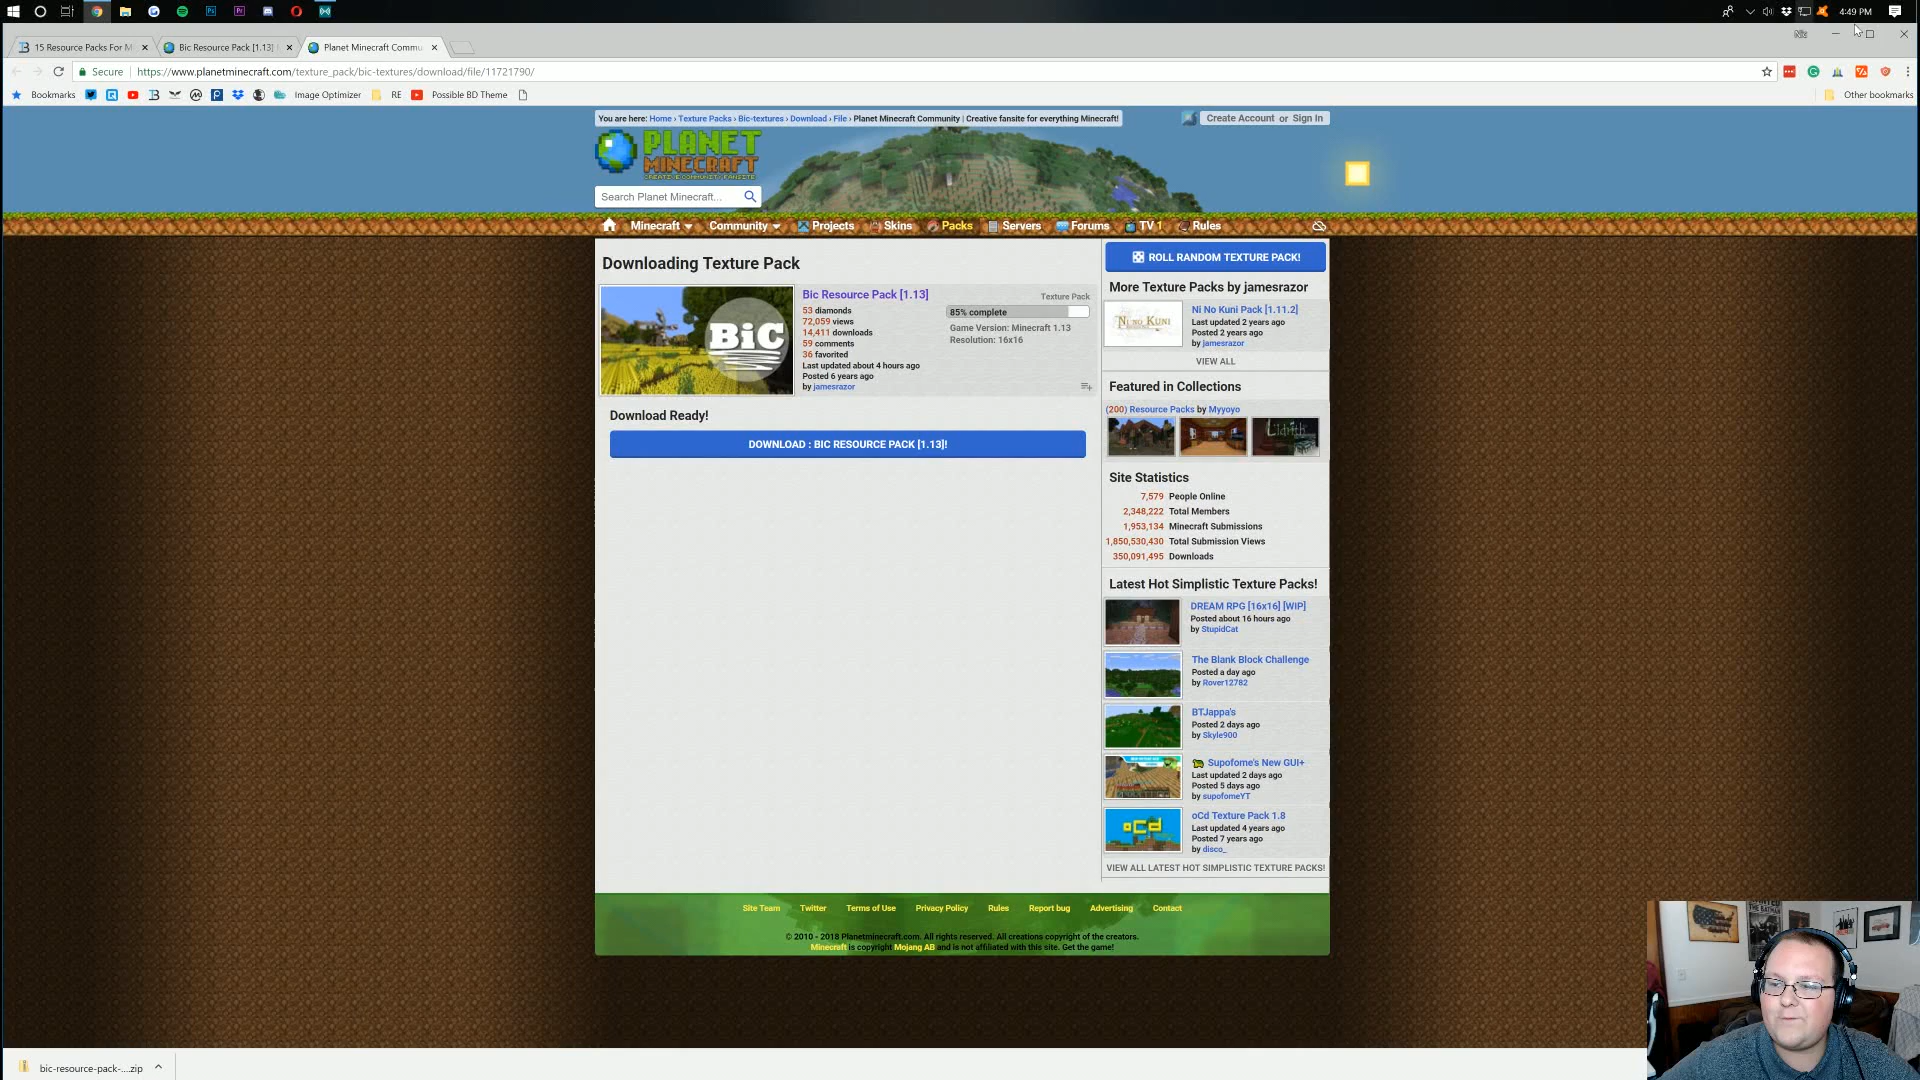 4:49 PM
15 Resource Packs For M
Bic Resource Pack [1.13]
Planet Minecraft Commu
Secure
https://www.planetminecraft.com/texture_pack/bic-textures/download/file/11721790/
Bookmarks
Image Optimizer
RE
Possible BD Theme
Other bookmarks
You are here: Home › Texture Packs › Bic-textures › Download › File › Planet Minecraft Community | Creative fansite for everything Minecraft!
Create Account or Sign In
PLANET
MINECRAFT
CREATIVE COMMUNITY FANSITE
Search Planet Minecraft...
Minecraft
Community
Projects
Skins
Packs
Servers
Forums
TV 1
Rules
Downloading Texture Pack
BiC
Bic Resource Pack [1.13]
53 diamonds
72,059 views
14,411 downloads
59 comments
36 favorited
Last updated about 4 hours ago
Posted 6 years ago
by jamesrazor
Texture Pack
85% complete
Game Version: Minecraft 1.13
Resolution: 16x16
Download Ready!
DOWNLOAD : BIC RESOURCE PACK [1.13]!
ROLL RANDOM TEXTURE PACK!
More Texture Packs by jamesrazor
NI NO KUNI
Ni No Kuni Pack [1.11.2]
Last updated 2 years ago
Posted 2 years ago
by jamesrazor
VIEW ALL
Featured in Collections
(200) Resource Packs by Myyoyo
Site Statistics
7,579 People Online
2,348,222 Total Members
1,953,134 Minecraft Submissions
1,850,530,430 Total Submission Views
350,091,495 Downloads
Latest Hot Simplistic Texture Packs!
DREAM RPG [16x16] [WIP]
Posted about 16 hours ago
by StupidCat
The Blank Block Challenge
Posted a day ago
by Rover12782
BTJappa's
Posted 2 days ago
by Skyle900
Supofome's New GUI+
Last updated 2 days ago
Posted 5 days ago
by supofomeYT
oCd
oCd Texture Pack 1.8
Last updated 4 years ago
Posted 7 years ago
by disco_
VIEW ALL LATEST HOT SIMPLISTIC TEXTURE PACKS!
Site Team
Twitter
Terms of Use
Privacy Policy
Rules
Report bug
Advertising
Contact
© 2010 - 2018 Planetminecraft.com. All rights reserved. All creations copyright of the creators.
Minecraft is copyright Mojang AB and is not affiliated with this site. Get the game!
bic-resource-pack-....zip